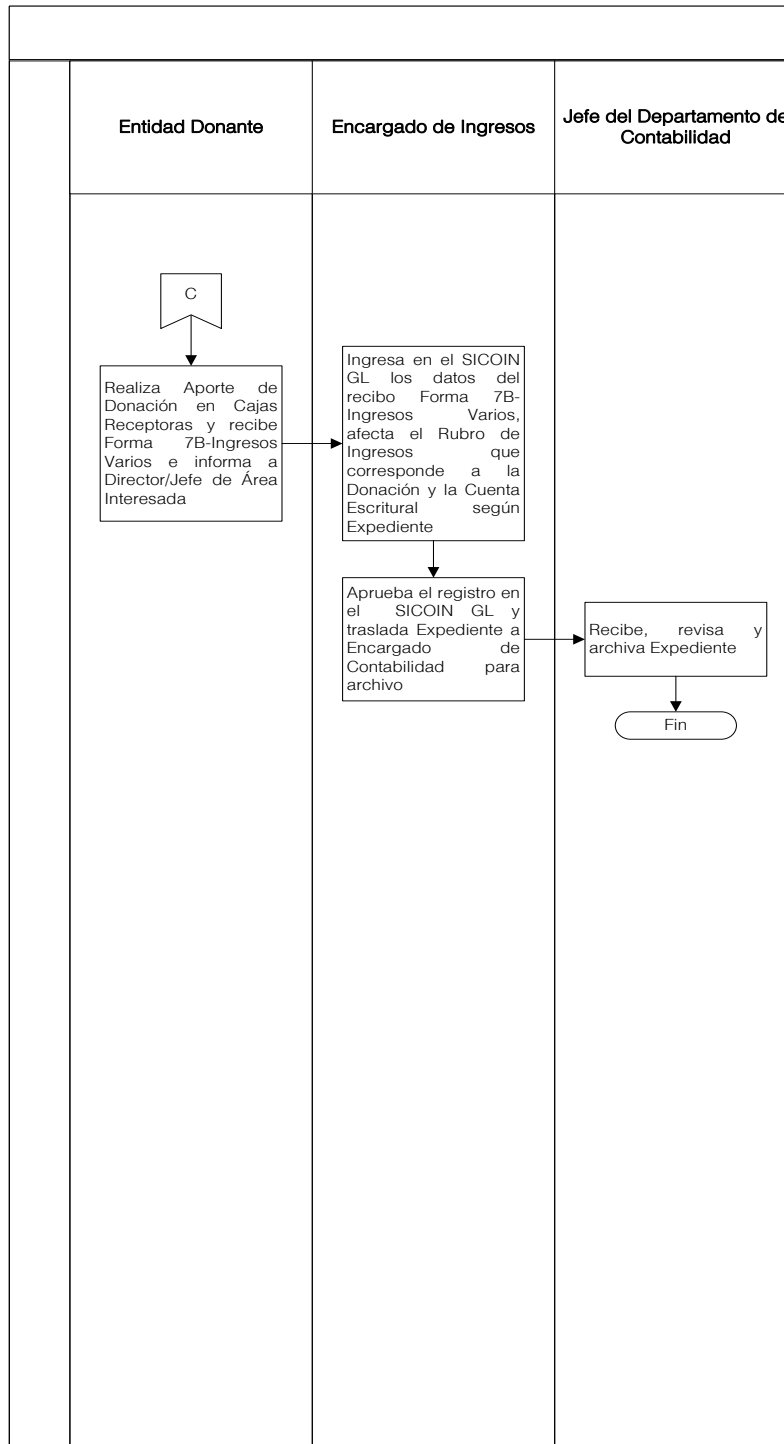 Entidad Donante
Encargado de Ingresos
Jefe del Departamento de
Contabilidad
C
Realiza Aporte de
Donación en Cajas
Receptoras y recibe
Forma 7B-Ingresos
Varios e informa a
Director/Jefe de Área
Interesada
Ingresa en el SICOIN
GL los datos del
recibo Forma 7B-
Ingresos Varios,
afecta el Rubro de
Ingresos que
corresponde a la
Donación y la Cuenta
Escritural según
Expediente
Aprueba el registro en
el SICOIN GL y
traslada Expediente a
Encargado de
Contabilidad para
archivo
Recibe, revisa y
archiva Expediente
Fin